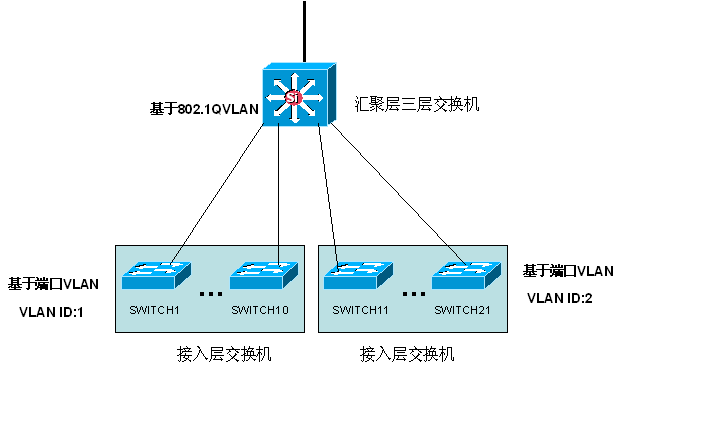 基于802.1QVLAN
Si
汇聚层三层交换机
基于端口VLAN
VLAN ID:1
SWITCH1
...
SWITCH10
SWITCH11
...
SWITCH21
基于端口VLAN
VLAN ID:2
接入层交换机
接入层交换机